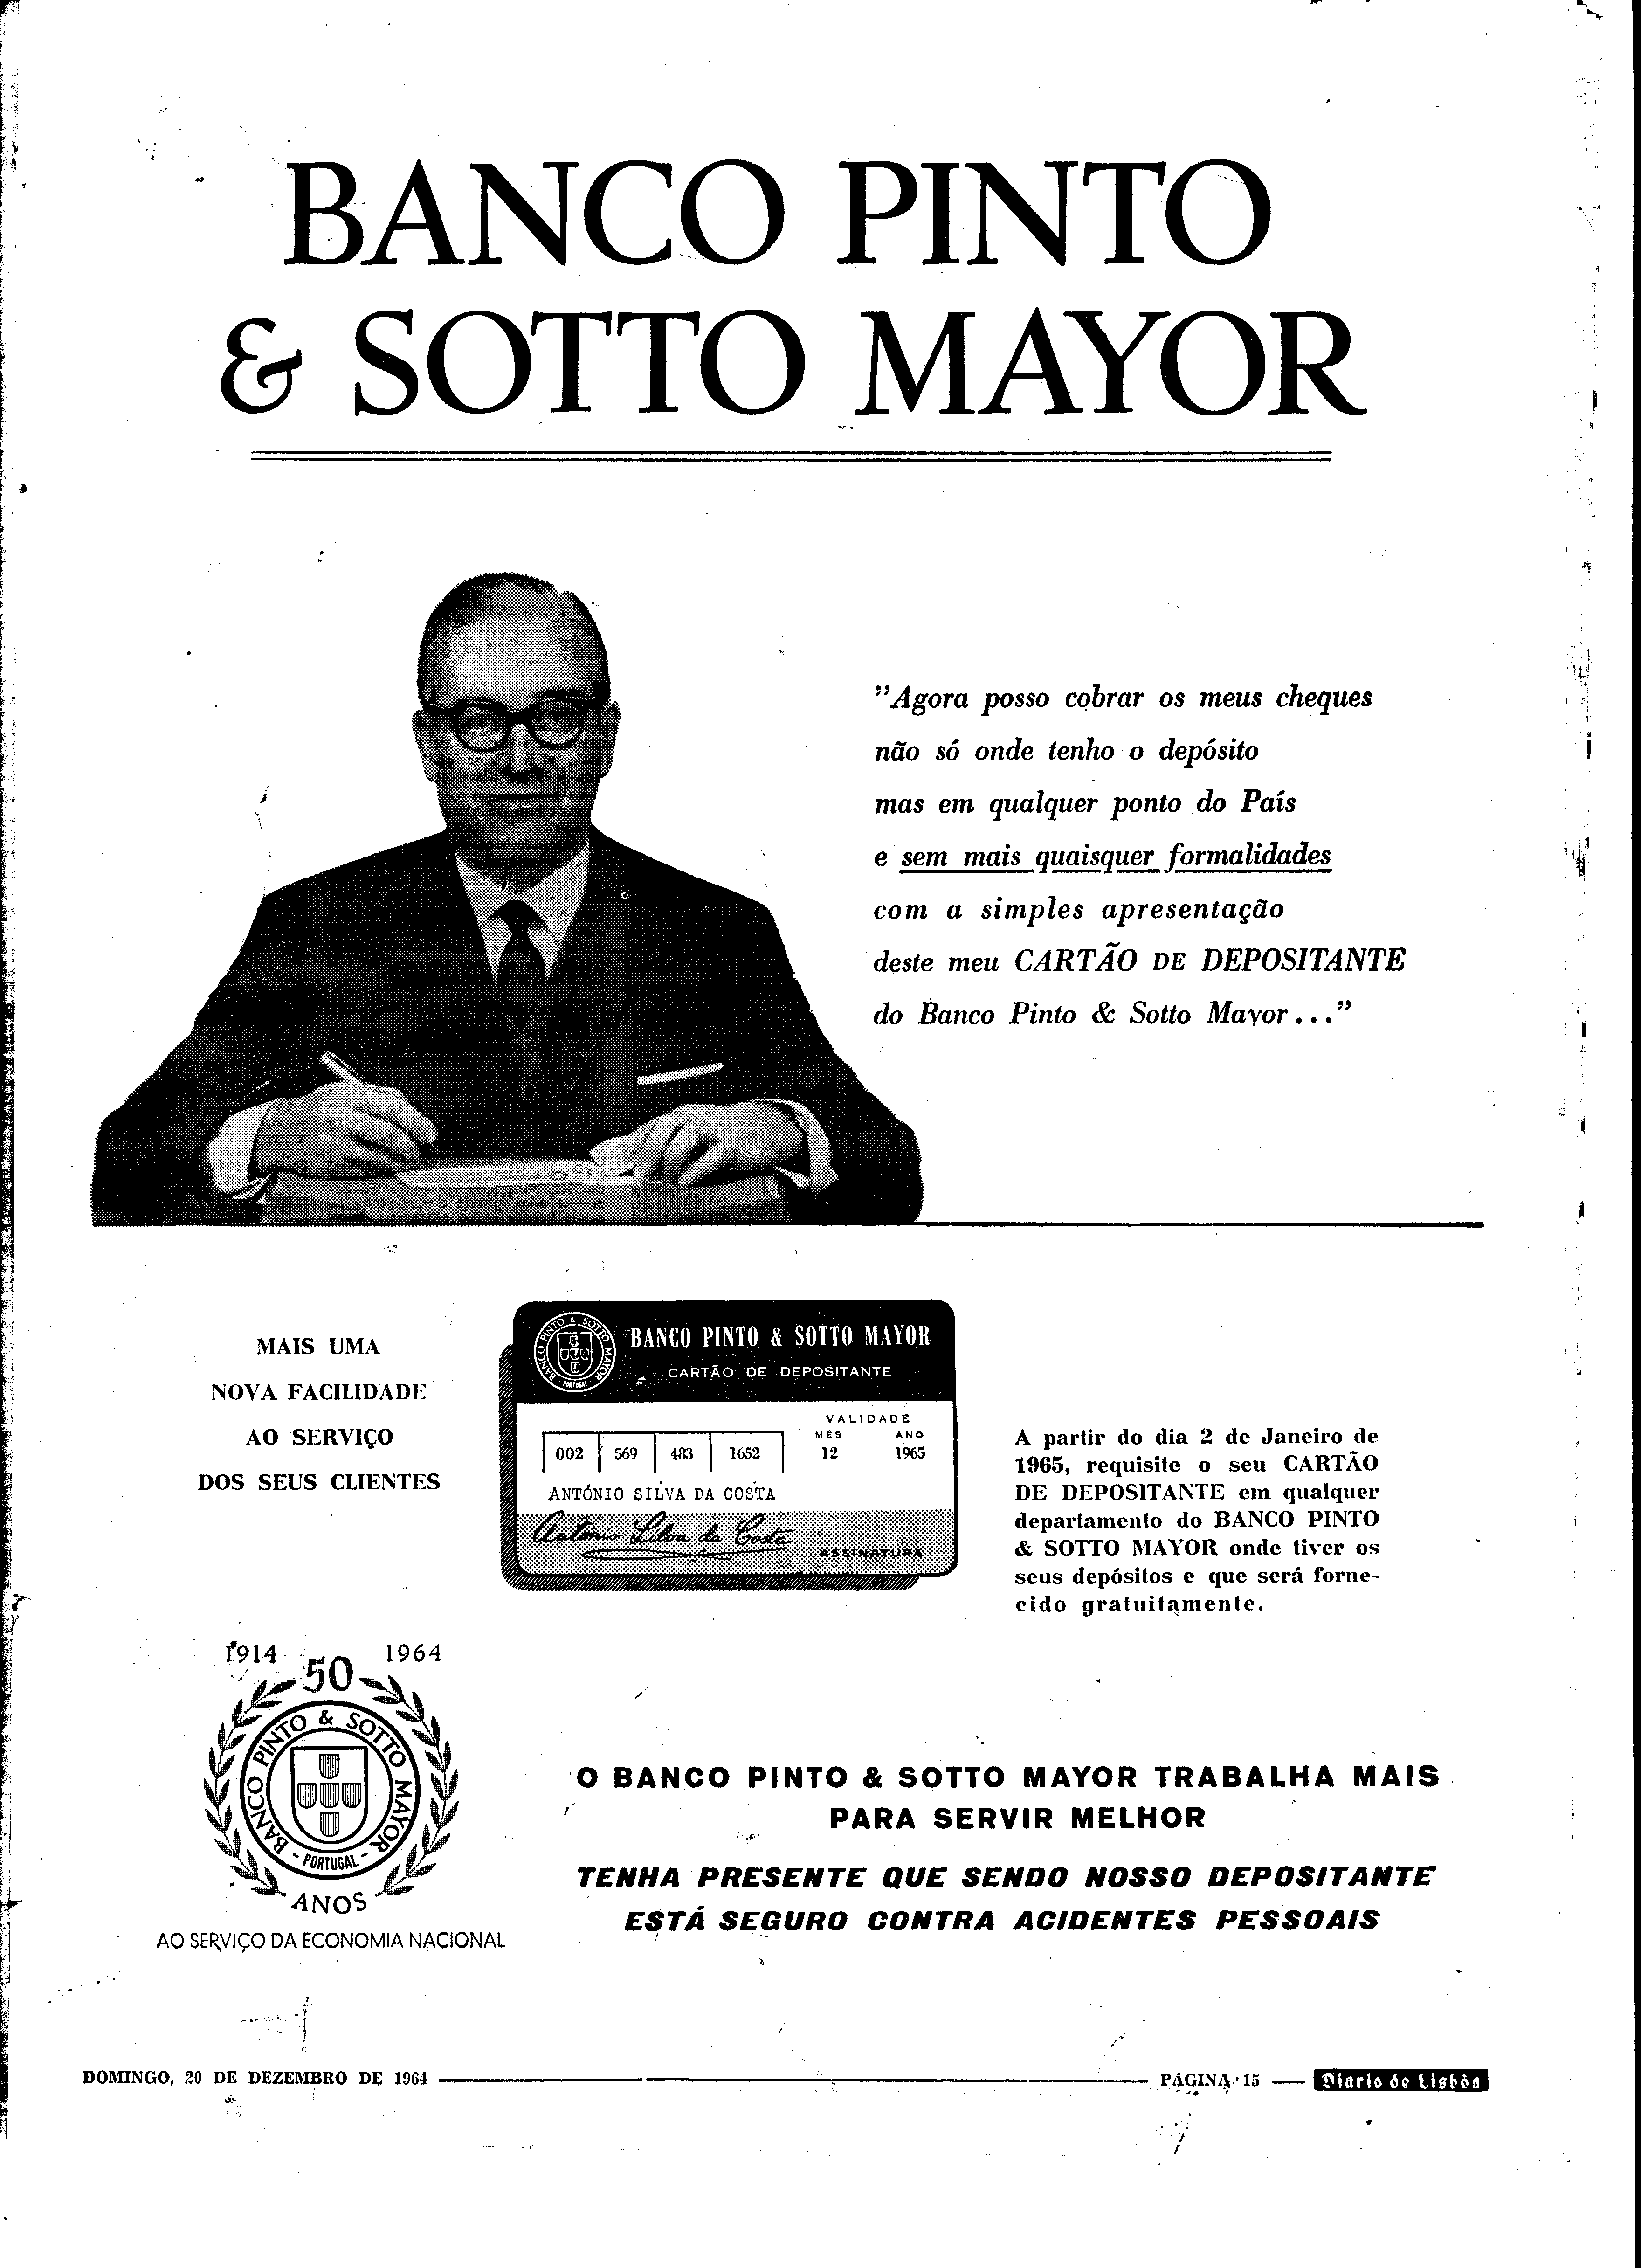 BANCO PINTO
& SOTTO MAYOR
"Agora posso cobrar os meus cheques
não só onde tenho o depósito
mas em qualquer ponto do País
e sem mais quaisquer formalidades
com a simples apresentação
deste meu CARTÃO DE DEPOSITANTE
do Banco Pinto & Sotto Mayor..."
MAIS UMA
NOVA FACILIDADE
AO SERVIÇO
DOS SEUS CLIENTES
BANCO PINTO & SOTTO MAYOR
- PORTUGAL -
BANCO PINTO & SOTTO MAYOR
CARTÃO DE DEPOSITANTE
VALIDADE
MÊS ANO
002 569 483 1652 12 1965
ANTÓNIO SILVA DA COSTA
António Silva da Costa
ASSINATURA
A partir do dia 2 de Janeiro de
1965, requisite o seu CARTÃO
DE DEPOSITANTE em qualquer
departamento do BANCO PINTO
& SOTTO MAYOR onde tiver os
seus depósitos e que será forne-
cido gratuitamente.
1914 50 1964
BANCO PINTO & SOTTO MAYOR
- PORTUGAL -
ANOS
AO SERVIÇO DA ECONOMIA NACIONAL
O BANCO PINTO & SOTTO MAYOR TRABALHA MAIS
PARA SERVIR MELHOR
TENHA PRESENTE QUE SENDO NOSSO DEPOSITANTE
ESTÁ SEGURO CONTRA ACIDENTES PESSOAIS
DOMINGO, 20 DE DEZEMBRO DE 1964
PÁGINA 15
Diario de Lisbôa